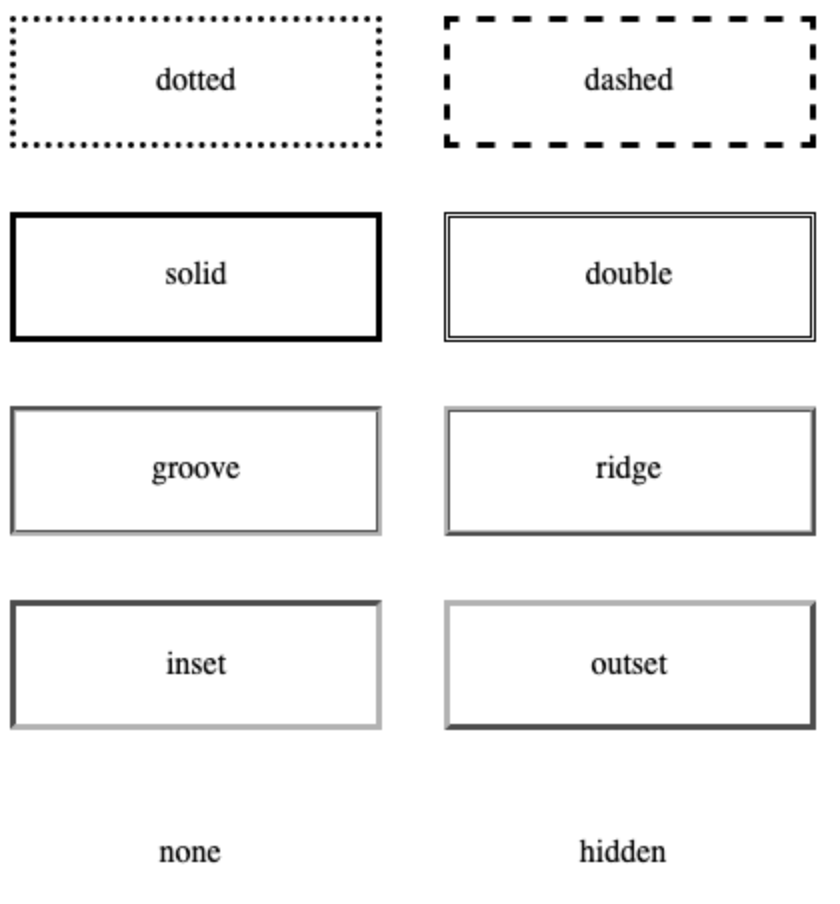 dotted
dashed
solid
double
groove
ridge
inset
outset
none
hidden